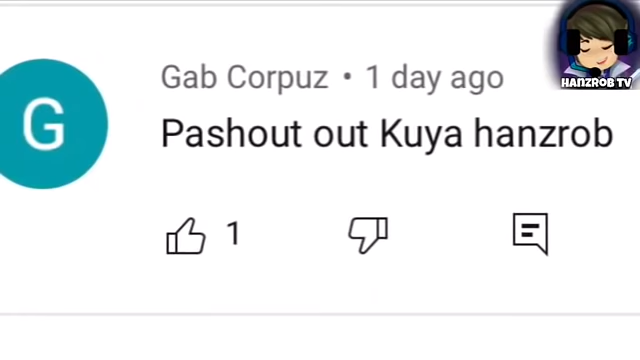 HANZROB TV
G
Gab Corpuz • 1 day ago
Pashout out Kuya hanzrob
1